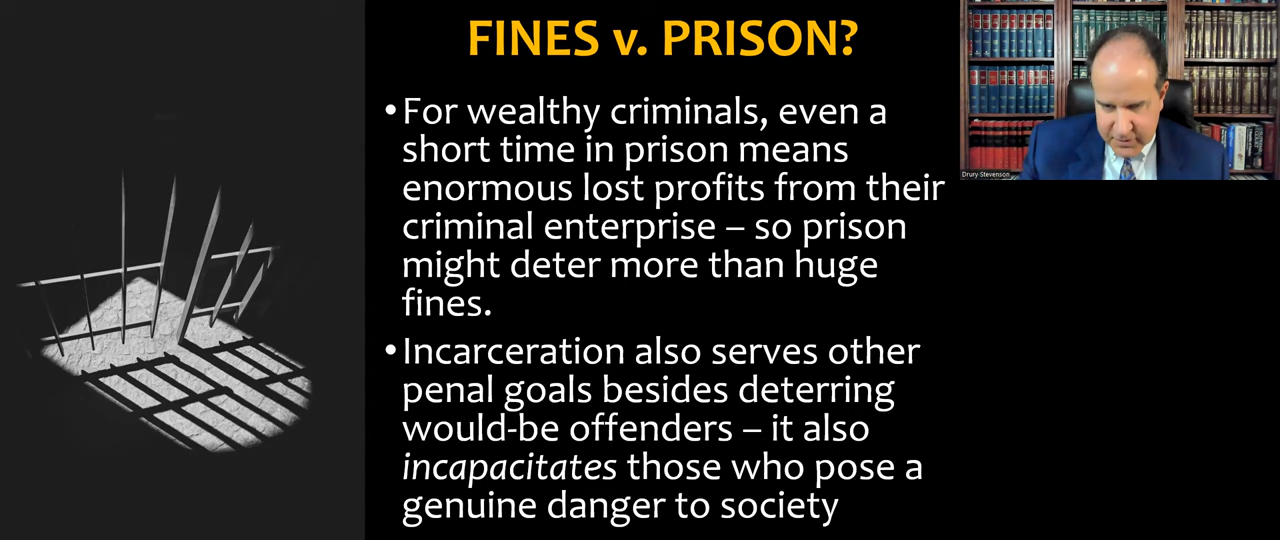 FINES v. PRISON?
•For wealthy criminals, even a
short time in prison means
enormous lost profits from their
criminal enterprise – so prison
might deter more than huge
fines.
•Incarceration also serves other
penal goals besides deterring
would-be offenders – it also
incapacitates those who pose a
genuine danger to society
Drury Stevenson